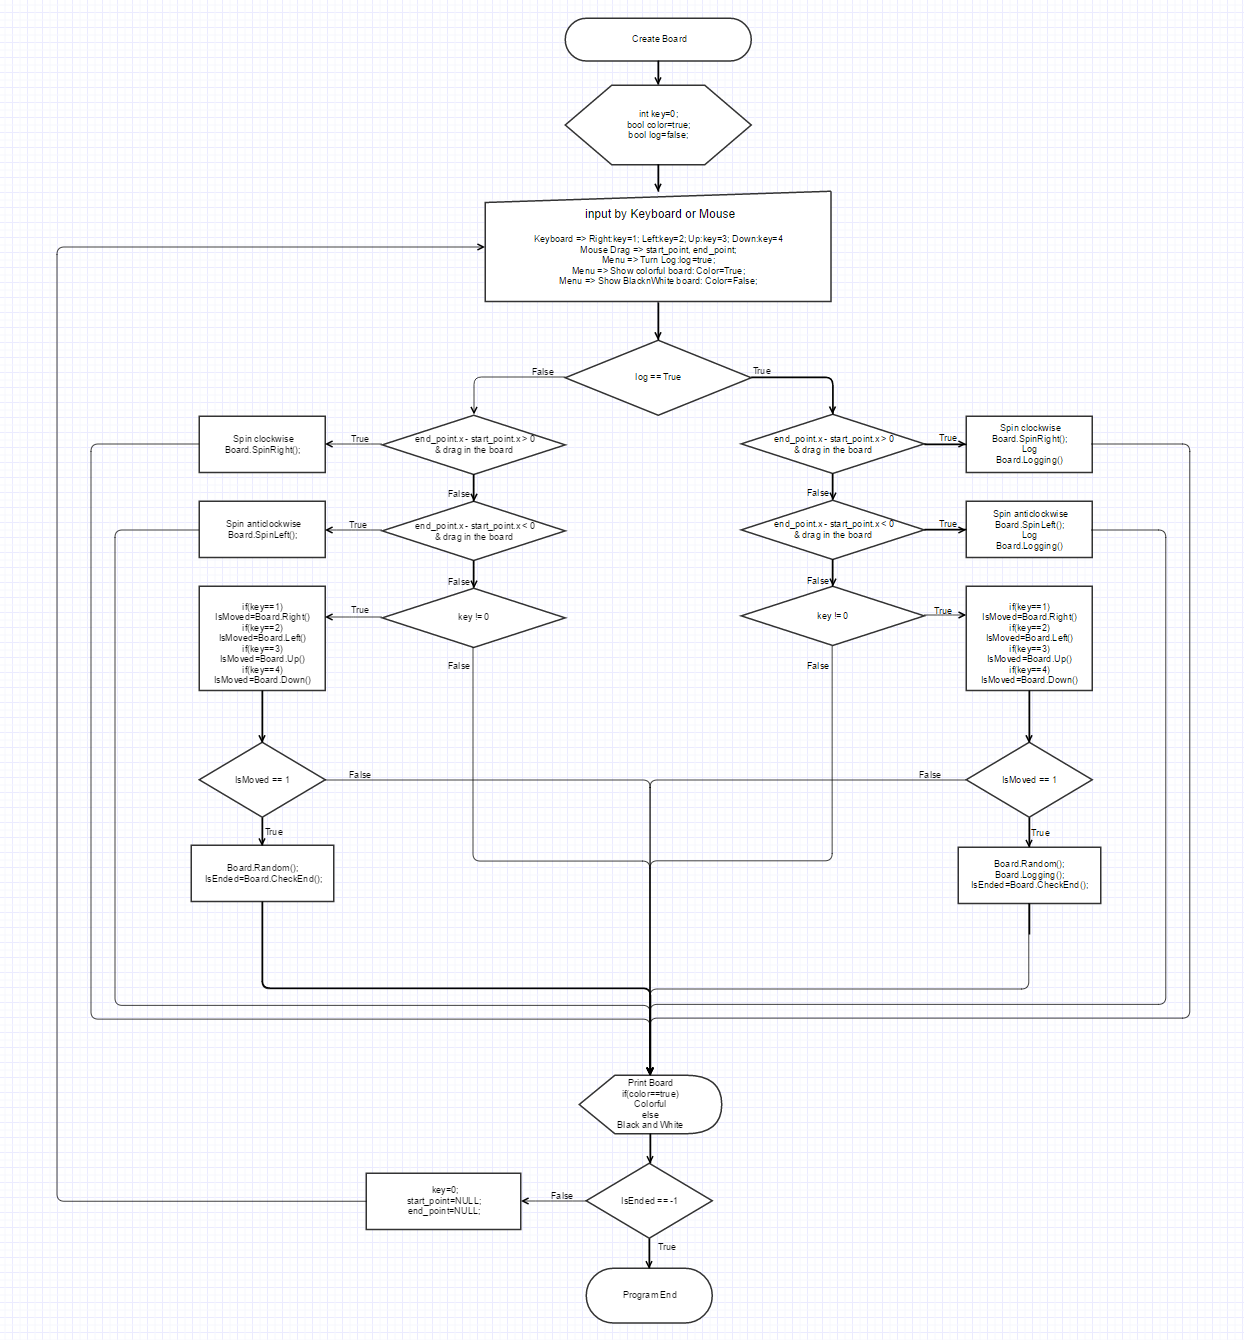 Create Board
int key=0;
bool color=true;
bool log=false;
input by Keyboard or Mouse
Keyboard => Right:key=1; Left:key=2; Up:key=3; Down:key=4
Mouse Drag => start_point, end_point;
Menu => Turn Log:log=true;
Menu => Show colorful board: Color=True;
Menu => Show BlacknWhite board: Color=False;
log == True
False
True
end_point.x - start_point.x > 0
& drag in the board
True
Spin clockwise
Board.SpinRight();
False
end_point.x - start_point.x < 0
& drag in the board
True
Spin anticlockwise
Board.SpinLeft();
False
key != 0
True
if(key==1)
IsMoved=Board.Right()
if(key==2)
IsMoved=Board.Left()
if(key==3)
IsMoved=Board.Up()
if(key==4)
IsMoved=Board.Down()
False
IsMoved == 1
False
True
Board.Random();
IsEnded=Board.CheckEnd();
end_point.x - start_point.x > 0
& drag in the board
True
Spin clockwise
Board.SpinRight();
Log
Board.Logging()
False
end_point.x - start_point.x < 0
& drag in the board
True
Spin anticlockwise
Board.SpinLeft();
Log
Board.Logging()
False
key != 0
True
if(key==1)
IsMoved=Board.Right()
if(key==2)
IsMoved=Board.Left()
if(key==3)
IsMoved=Board.Up()
if(key==4)
IsMoved=Board.Down()
False
IsMoved == 1
False
True
Board.Random();
Board.Logging();
IsEnded=Board.CheckEnd();
Print Board
if(color==true)
Colorful
else
Black and White
IsEnded == -1
False
key=0;
start_point=NULL;
end_point=NULL;
True
Program End